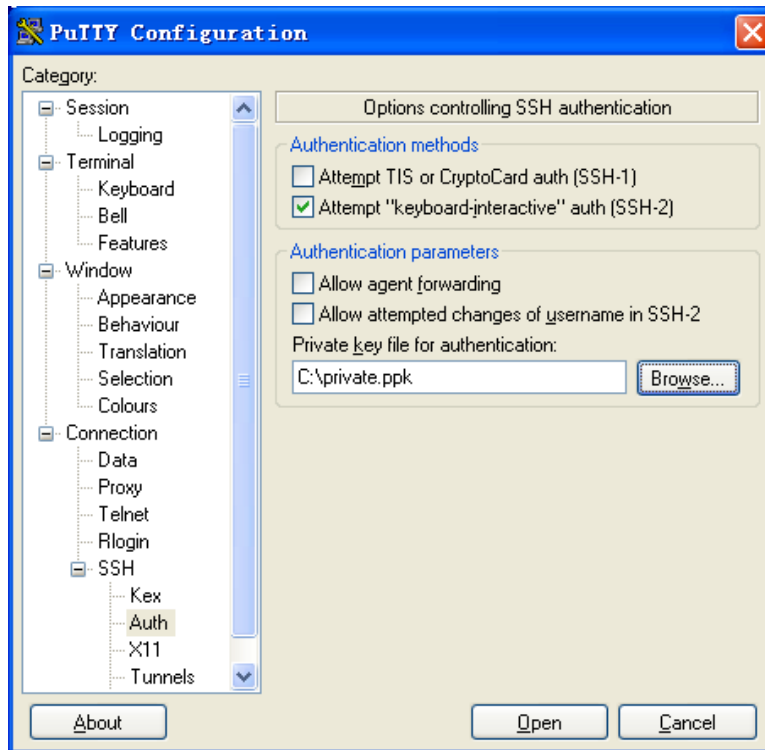 PuTTY Configuration
Category:
Session
Logging
Terminal
Keyboard
Bell
Features
Window
Appearance
Behaviour
Translation
Selection
Colours
Connection
Data
Proxy
Telnet
Rlogin
SSH
Kex
Auth
X11
Tunnels
Options controlling SSH authentication
Authentication methods
Attempt TIS or CryptoCard auth (SSH-1)
Attempt "keyboard-interactive" auth (SSH-2)
Authentication parameters
Allow agent forwarding
Allow attempted changes of username in SSH-2
Private key file for authentication:
C:\private.ppk
Browse...
About
Open
Cancel